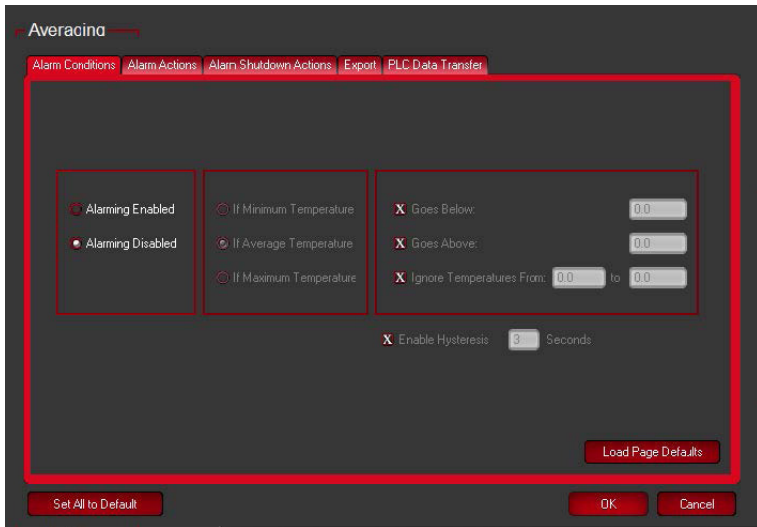 Averaging
Alarm Conditions Alarm Actions Alarm Shutdown Actions Export PLC Data Transfer
Alarming Enabled If Minimum Temperature X Goes Below: 0.0
Alarming Disabled If Average Temperature X Goes Above: 0.0
If Maximum Temperature X Ignore Temperatures From: 0.0 to 0.0
X Enable Hysteresis 3 Seconds
Load Page Defaults
Set All to Default OK Cancel